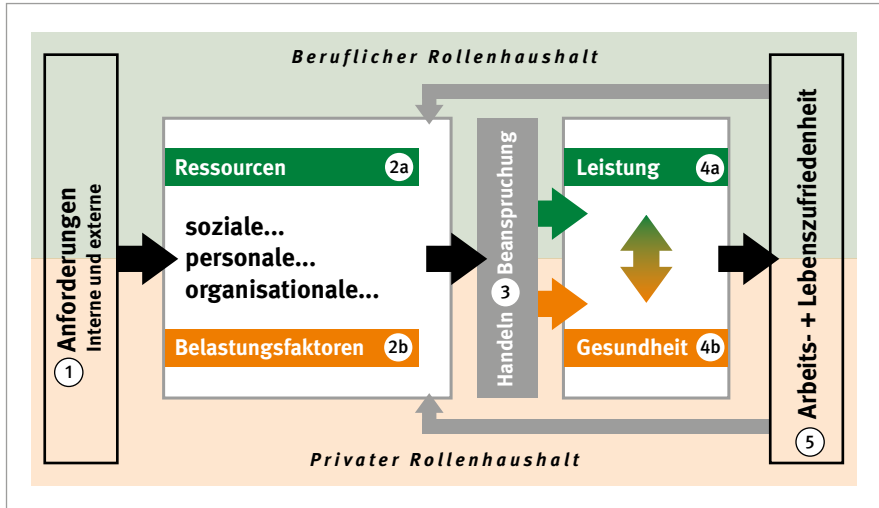 Beruflicher Rollenhaushalt
1 Anforderungen
Interne und externe
Ressourcen 2a
soziale...
personale...
organisationale...
Belastungsfaktoren 2b
Handeln 3 Beanspruchung
Leistung 4a
Gesundheit 4b
5 Arbeits- + Lebenszufriedenheit
Privater Rollenhaushalt